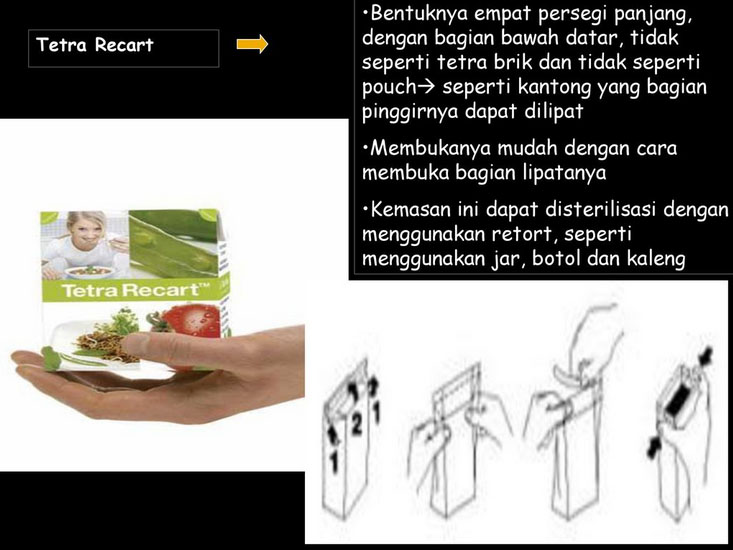 Tetra Recart
•Bentuknya empat persegi panjang,
dengan bagian bawah datar, tidak
seperti tetra brik dan tidak seperti
pouch→ seperti kantong yang bagian
pinggirnya dapat dilipat
•Membukanya mudah dengan cara
membuka bagian lipatanya
•Kemasan ini dapat disterilisasi dengan
menggunakan retort, seperti
menggunakan jar, botol dan kaleng
Tetra Recart™
1
2
1